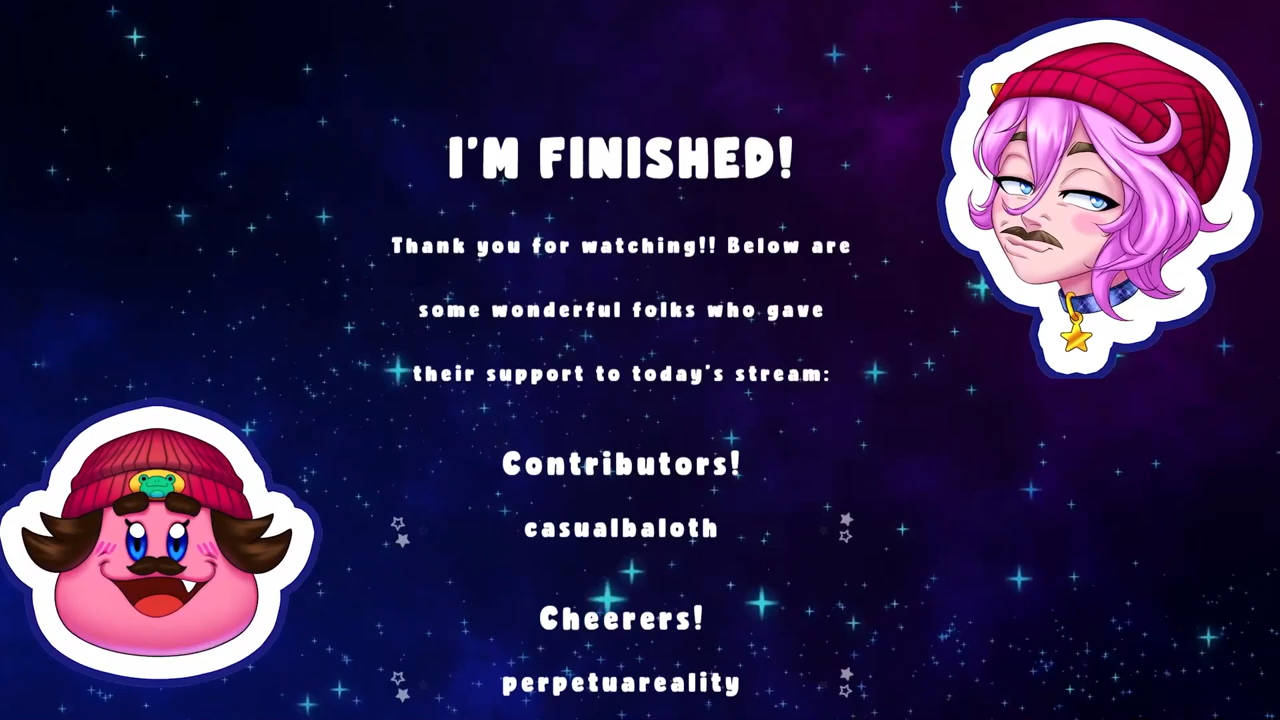 I'M FINISHED!
Thank you for watching!! Below are
some wonderful folks who gave
their support to today's stream:
Contributors!
casualbaloth
Cheerers!
perpetuareality